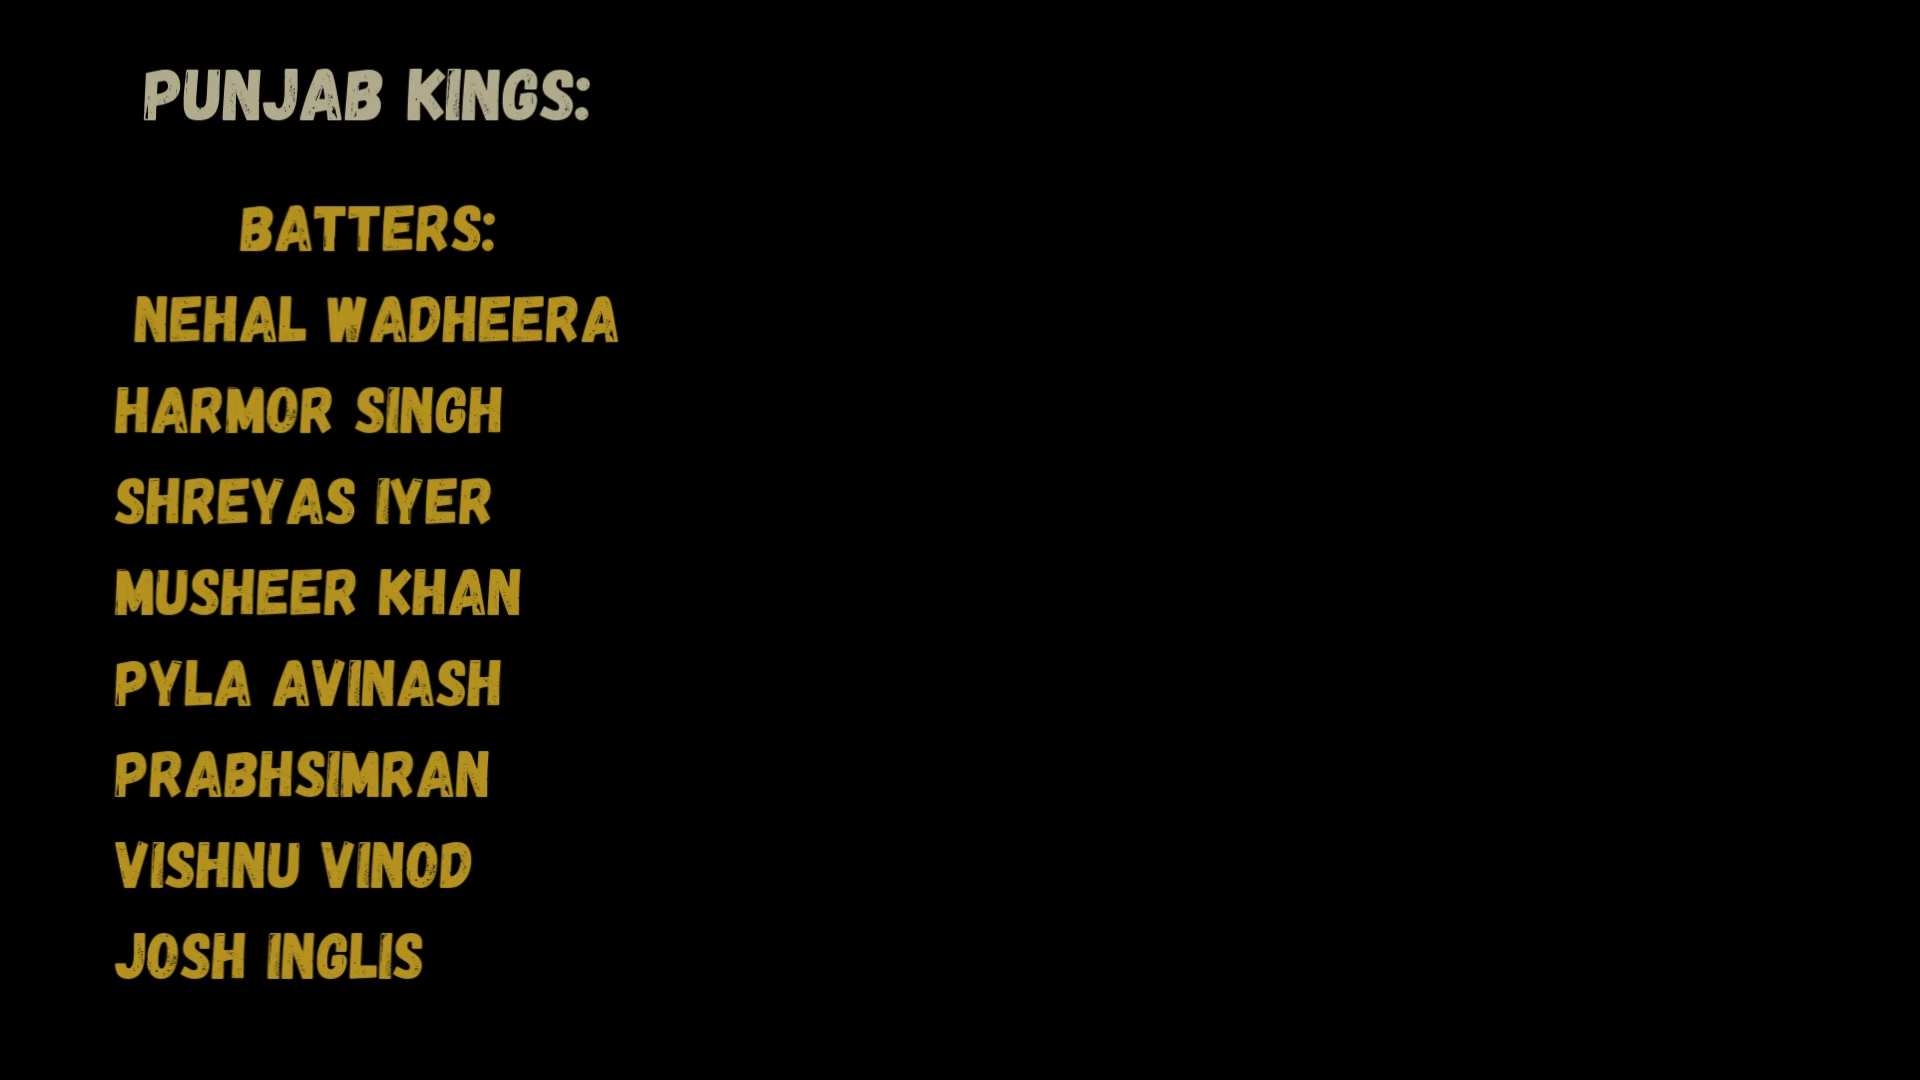 PUNJAB KINGS:
BATTERS:
NEHAL WADHEERA
HARMOR SINGH
SHREYAS IYER
MUSHEER KHAN
PYLA AVINASH
PRABHSIMRAN
VISHNU VINOD
JOSH INGLIS